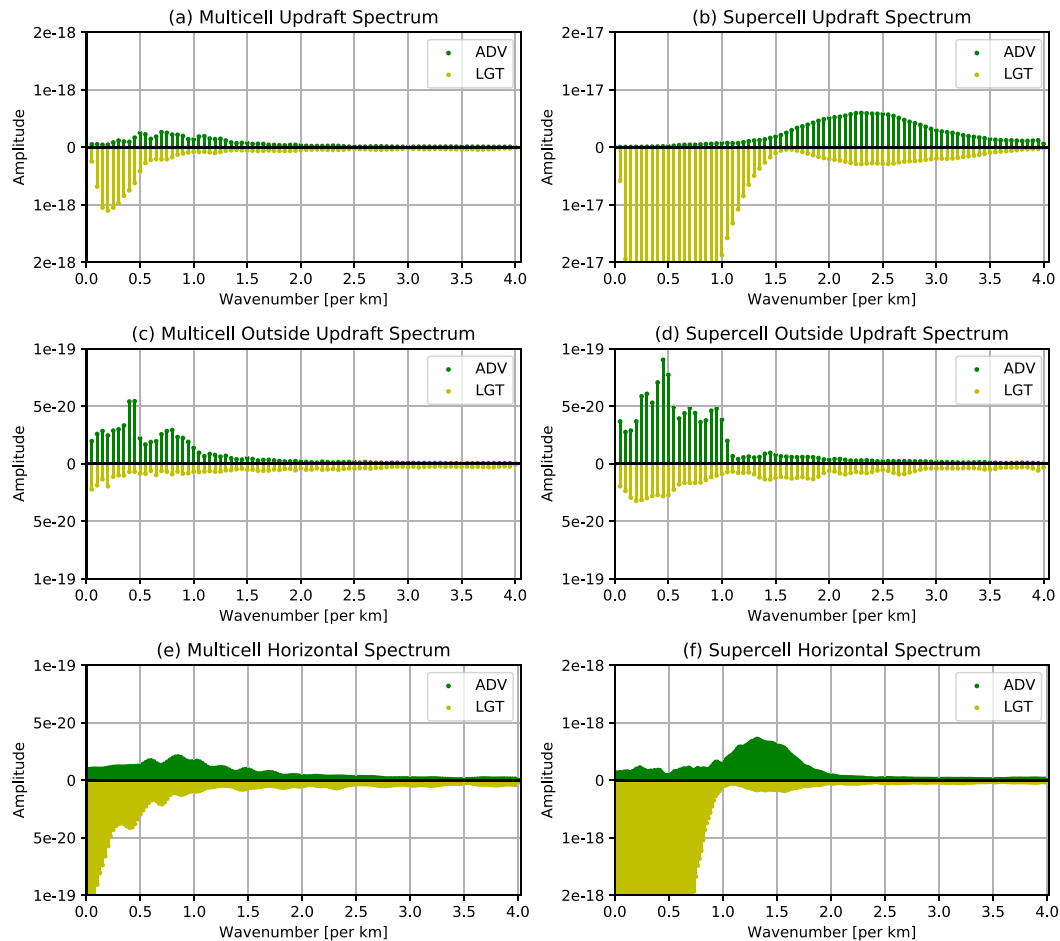 (a) Multicell Updraft Spectrum
2e-18
1e-18
0
1e-18
2e-18
Amplitude
ADV
LGT
0.0 0.5 1.0 1.5 2.0 2.5 3.0 3.5 4.0
Wavenumber [per km]
(b) Supercell Updraft Spectrum
2e-17
1e-17
0
1e-17
2e-17
Amplitude
ADV
LGT
0.0 0.5 1.0 1.5 2.0 2.5 3.0 3.5 4.0
Wavenumber [per km]
(c) Multicell Outside Updraft Spectrum
1e-19
5e-20
0
5e-20
1e-19
Amplitude
ADV
LGT
0.0 0.5 1.0 1.5 2.0 2.5 3.0 3.5 4.0
Wavenumber [per km]
(d) Supercell Outside Updraft Spectrum
1e-19
5e-20
0
5e-20
1e-19
Amplitude
ADV
LGT
0.0 0.5 1.0 1.5 2.0 2.5 3.0 3.5 4.0
Wavenumber [per km]
(e) Multicell Horizontal Spectrum
1e-19
5e-20
0
5e-20
1e-19
Amplitude
ADV
LGT
0.0 0.5 1.0 1.5 2.0 2.5 3.0 3.5 4.0
Wavenumber [per km]
(f) Supercell Horizontal Spectrum
2e-18
1e-18
0
1e-18
2e-18
Amplitude
ADV
LGT
0.0 0.5 1.0 1.5 2.0 2.5 3.0 3.5 4.0
Wavenumber [per km]